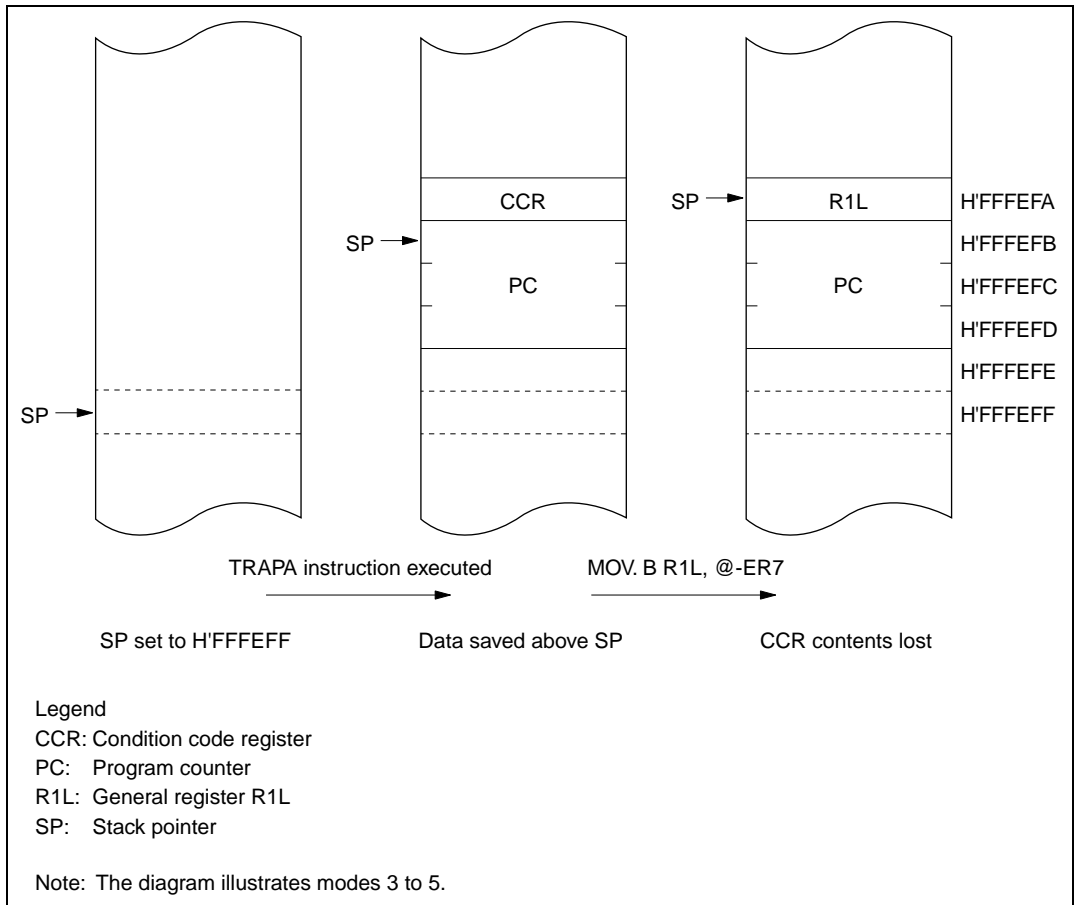 CCR
SP
R1L
H'FFFEFA
SP
H'FFFEFB
PC
PC
H'FFFEFC
H'FFFEFD
H'FFFEFE
SP
H'FFFEFF
TRAPA instruction executed
MOV. B R1L, @-ER7
SP set to H'FFFEFF
Data saved above SP
CCR contents lost
Legend
CCR: Condition code register
PC: Program counter
R1L: General register R1L
SP: Stack pointer
Note: The diagram illustrates modes 3 to 5.